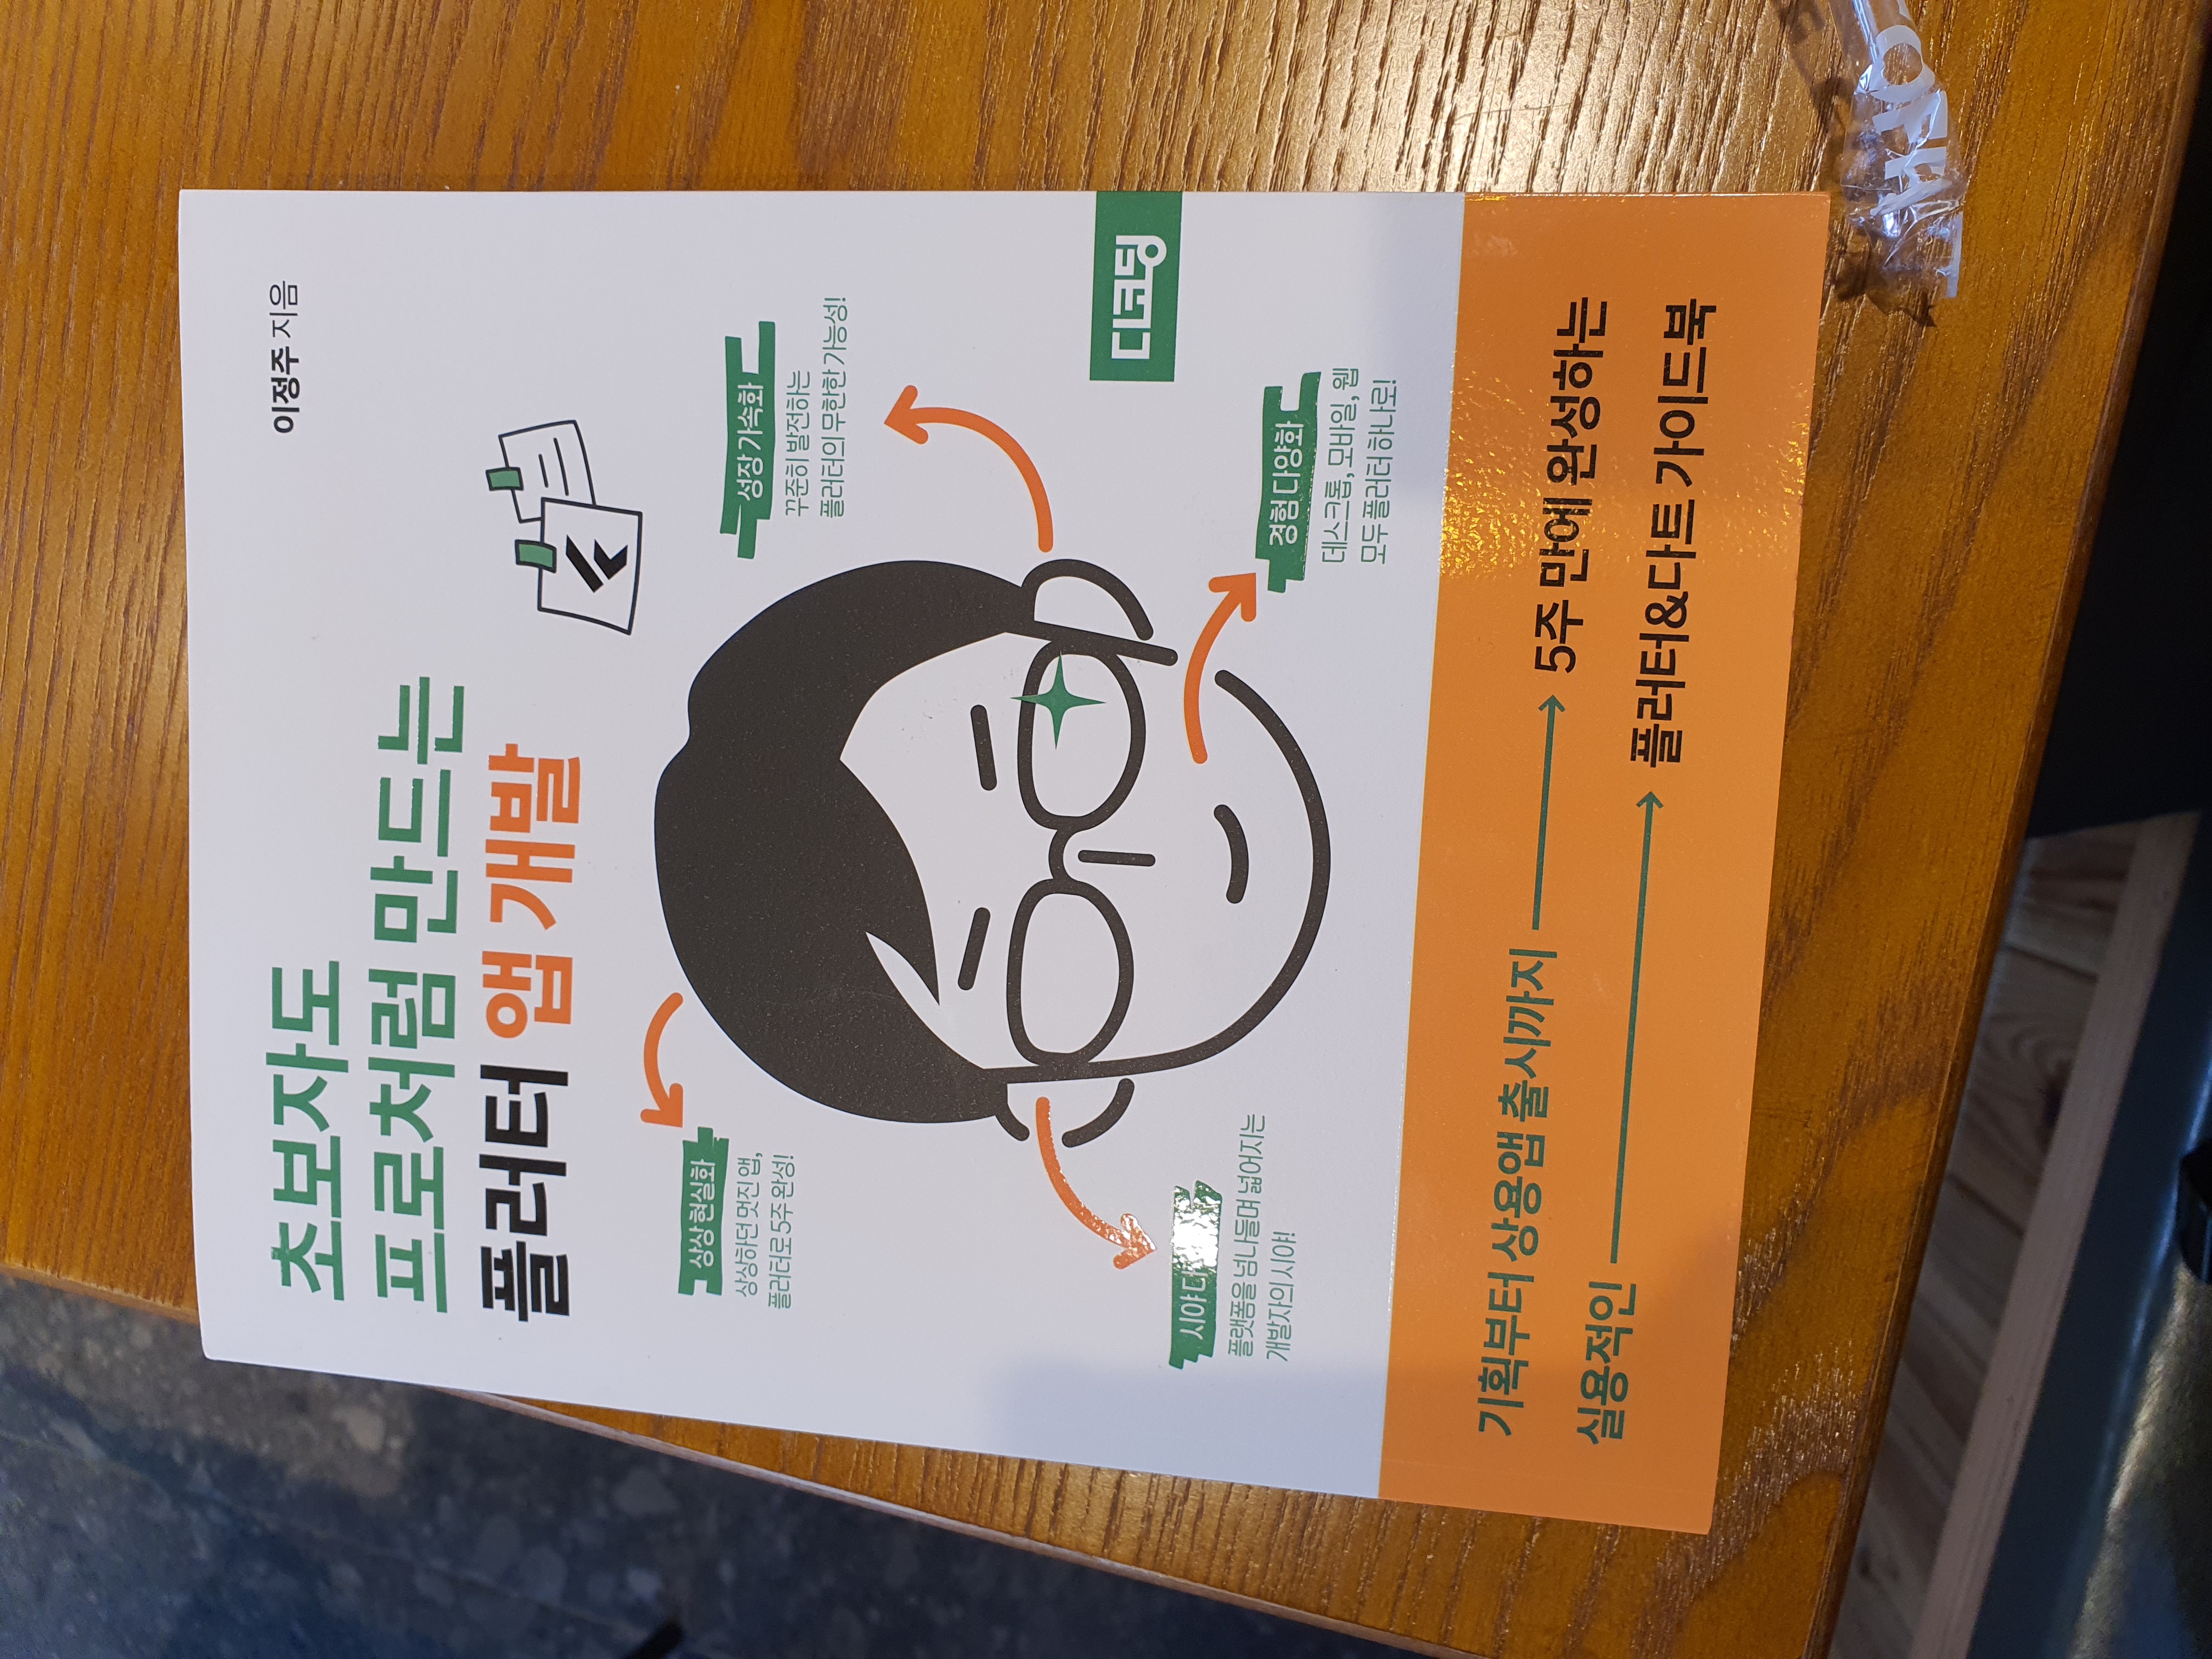 초보자도
프로처럼 만드는
플러터 앱 개발
이정주 지음
상상 현실화
상상하던 멋진 앱,
플러터로 5주 완성!
성장 가속화
꾸준히 발전하는
플러터의 무한한 가능성!
시야
플랫폼을 넘나들며 넓어지는
개발자의 시야!
경험 다양화
데스크톱, 모바일, 웹
모두 플러터 하나로!
디코딩
기획부터 상용앱 출시까지 → 5주 만에 완성하는
실용적인 → 플러터&다트 가이드북